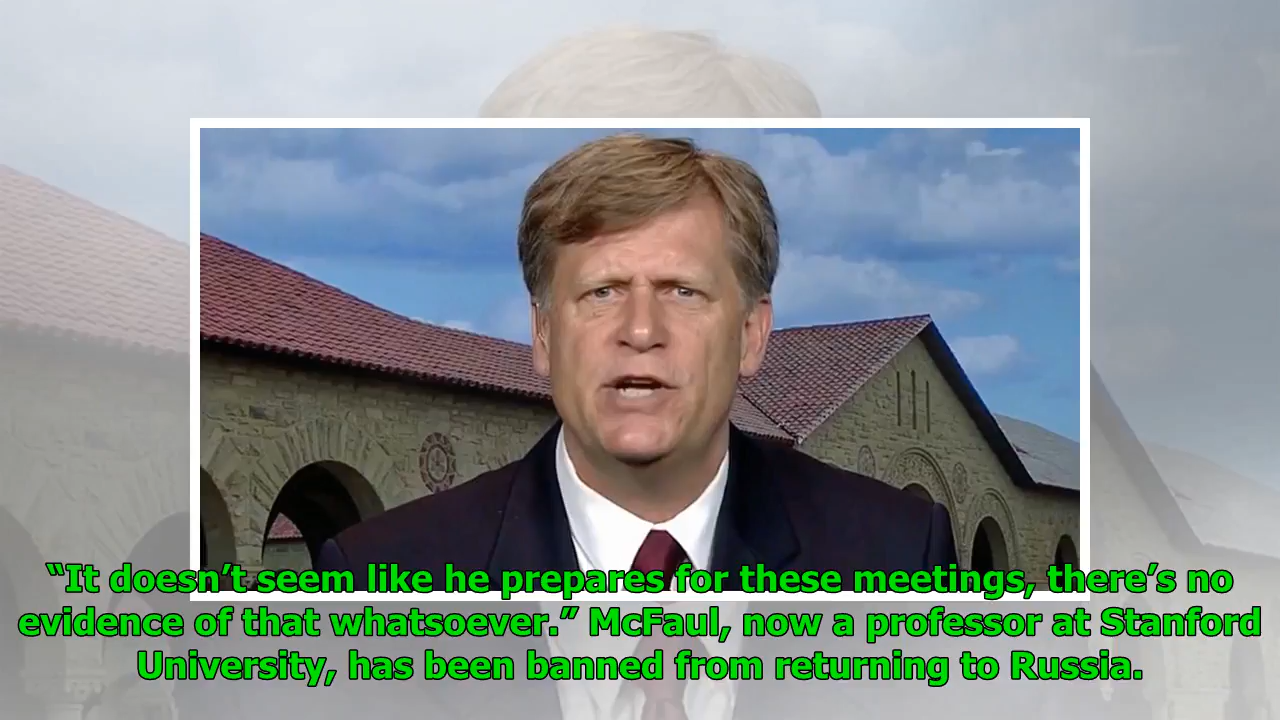 “It doesn’t seem like he prepares for these meetings, there’s no
evidence of that whatsoever.” McFaul, now a professor at Stanford
University, has been banned from returning to Russia.